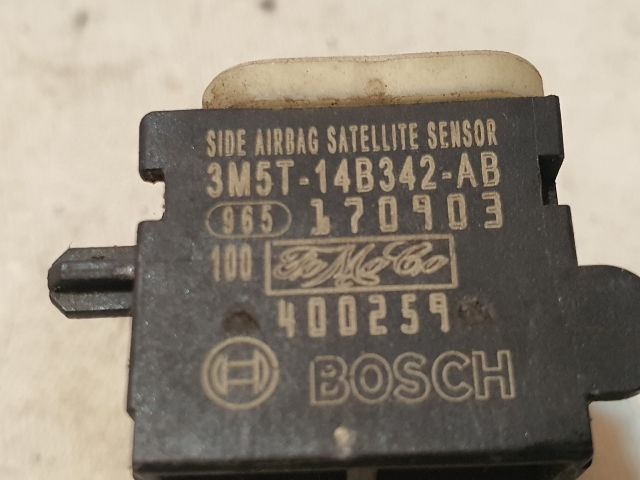 SIDE AIRBAG SATELLITE SENSOR
3M5T-14B342-AB
965 170903
100 FoMoCo
400259
BOSCH